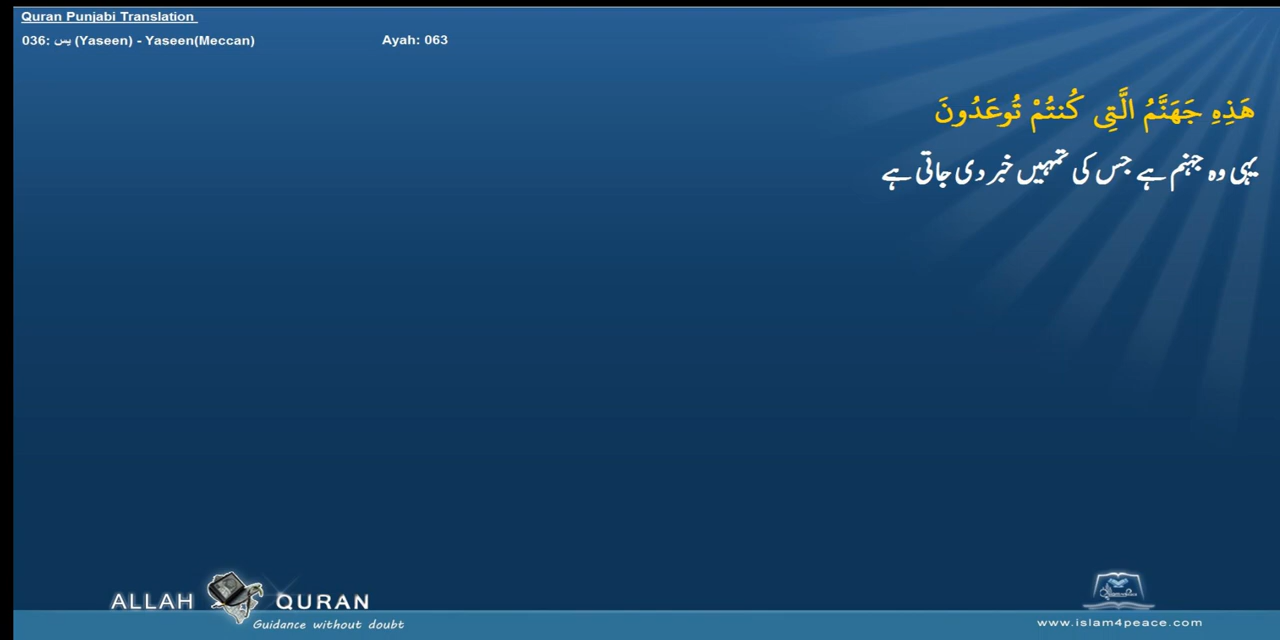 Quran Punjabi Translation
036: يس (Yaseen) - Yaseen(Meccan) Ayah: 063
هَذِهِ جَهَنَّمُ الَّتِي كُنتُمْ تُوعَدُونَ
یہی وہ جہنم ہے جس کی تمہیں خبر دی جاتی ہے
ALLAH QURAN
Guidance without doubt
www.islam4peace.com